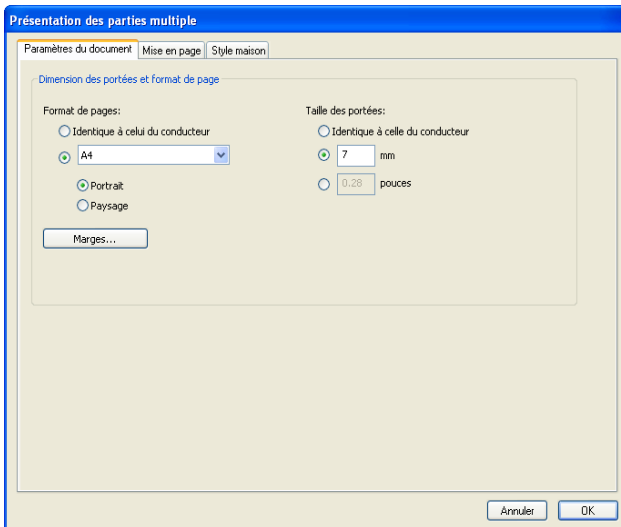 Présentation des parties multiple
Paramètres du document Mise en page Style maison
Dimension des portées et format de page
Format de pages: Taille des portées:
Identique à celui du conducteur Identique à celle du conducteur
A4 7 mm
Portrait 0.28 pouces
Paysage
Marges...
Annuler OK